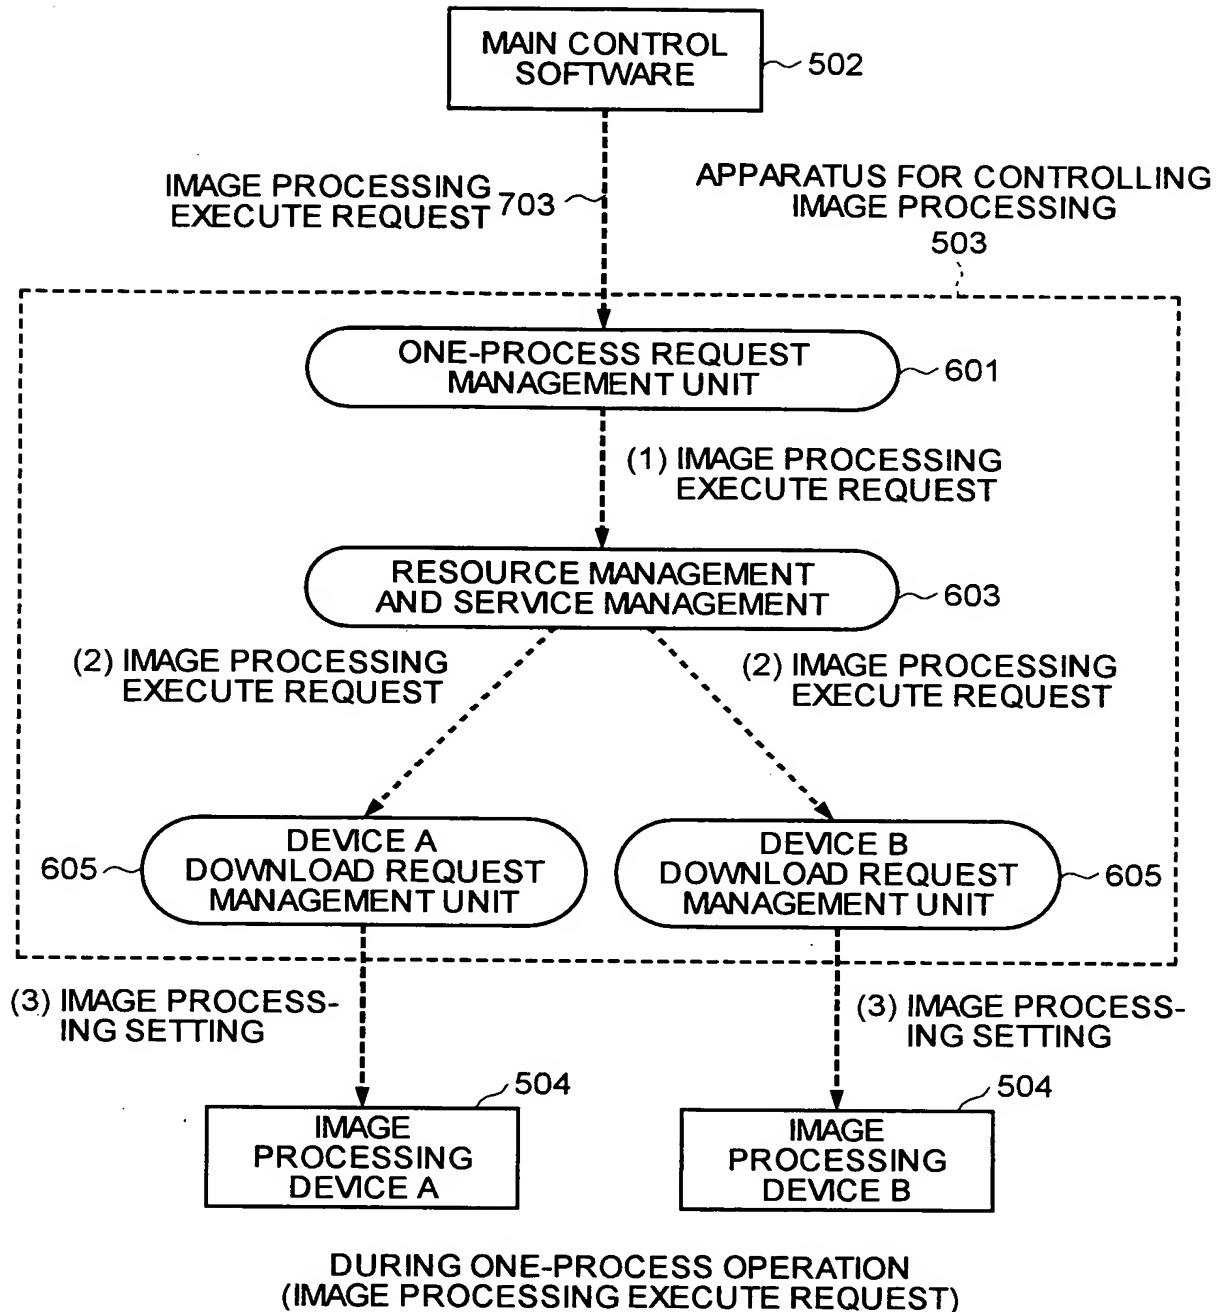 MAIN CONTROL
SOFTWARE
502
IMAGE PROCESSING
EXECUTE REQUEST
703
APPARATUS FOR CONTROLLING
IMAGE PROCESSING
503
ONE-PROCESS REQUEST
MANAGEMENT UNIT
601
(1) IMAGE PROCESSING
EXECUTE REQUEST
RESOURCE MANAGEMENT
AND SERVICE MANAGEMENT
603
(2) IMAGE PROCESSING
EXECUTE REQUEST
(2) IMAGE PROCESSING
EXECUTE REQUEST
605
DEVICE A
DOWNLOAD REQUEST
MANAGEMENT UNIT
DEVICE B
DOWNLOAD REQUEST
MANAGEMENT UNIT
605
(3) IMAGE PROCESS-
ING SETTING
(3) IMAGE PROCESS-
ING SETTING
504
IMAGE
PROCESSING
DEVICE A
504
IMAGE
PROCESSING
DEVICE B
DURING ONE-PROCESS OPERATION
(IMAGE PROCESSING EXECUTE REQUEST)